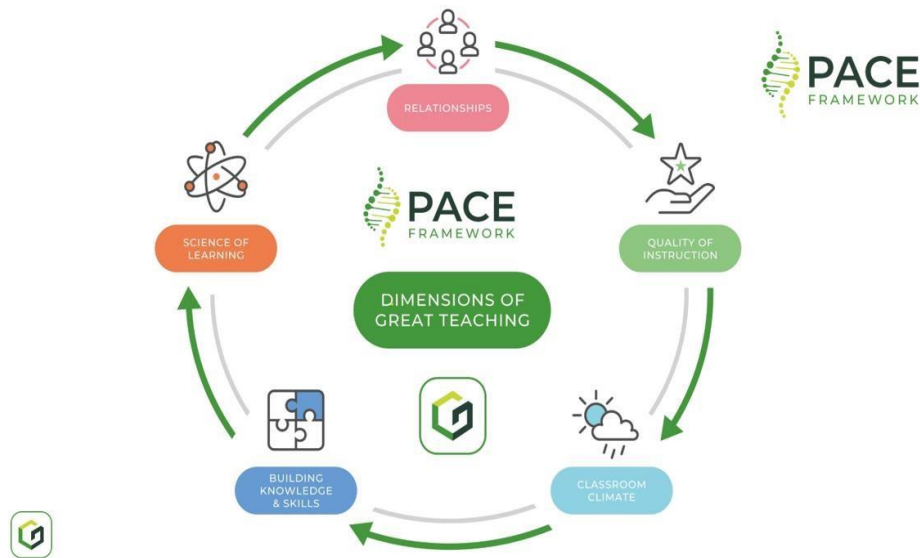 RELATIONSHIPS
PACE
FRAMEWORK
SCIENCE OF
LEARNING
PACE
FRAMEWORK
QUALITY OF
INSTRUCTION
DIMENSIONS OF
GREAT TEACHING
BUILDING
KNOWLEDGE
& SKILLS
CLASSROOM
CLIMATE